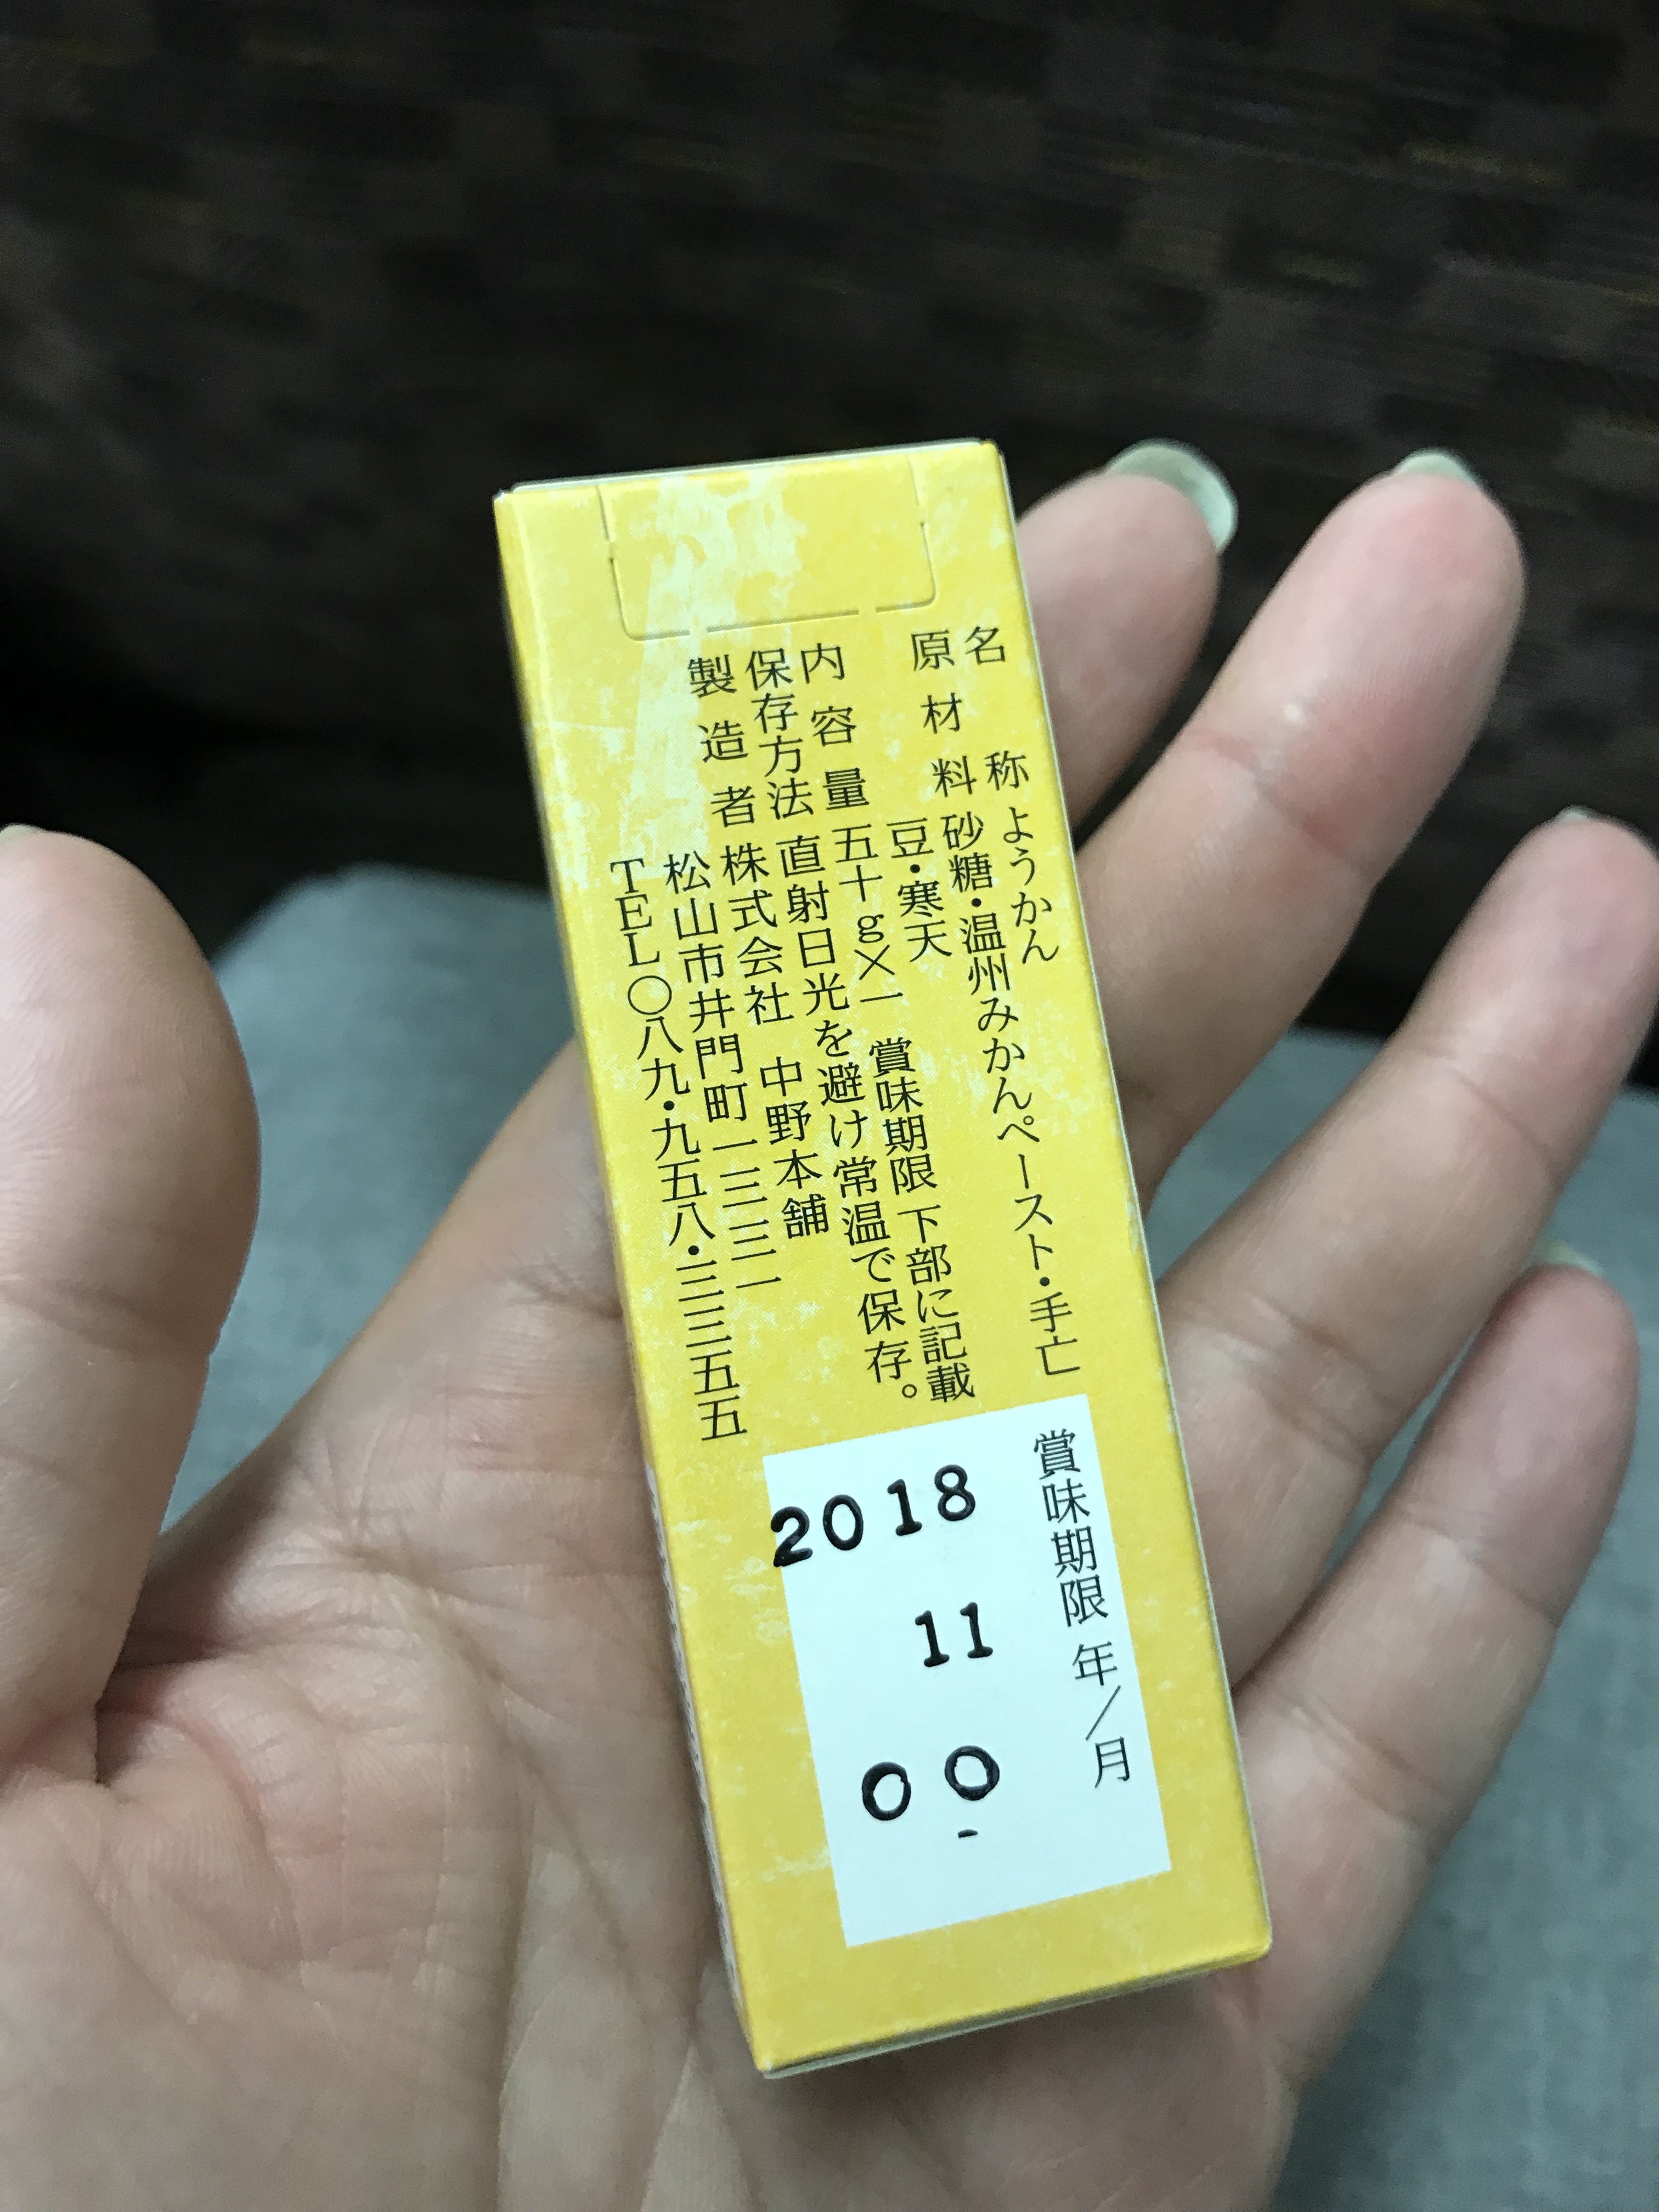 名称 ようかん
原材料 砂糖・温州みかんペースト・手亡
豆・寒天
内容量 五十g×一 賞味期限 下部に記載
保存方法 直射日光を避け常温で保存。
製造者 株式会社 中野本舗
松山市井門町一三三一
TEL〇八九・九五八・三三五五
賞味期限 年/月
2018
11
00